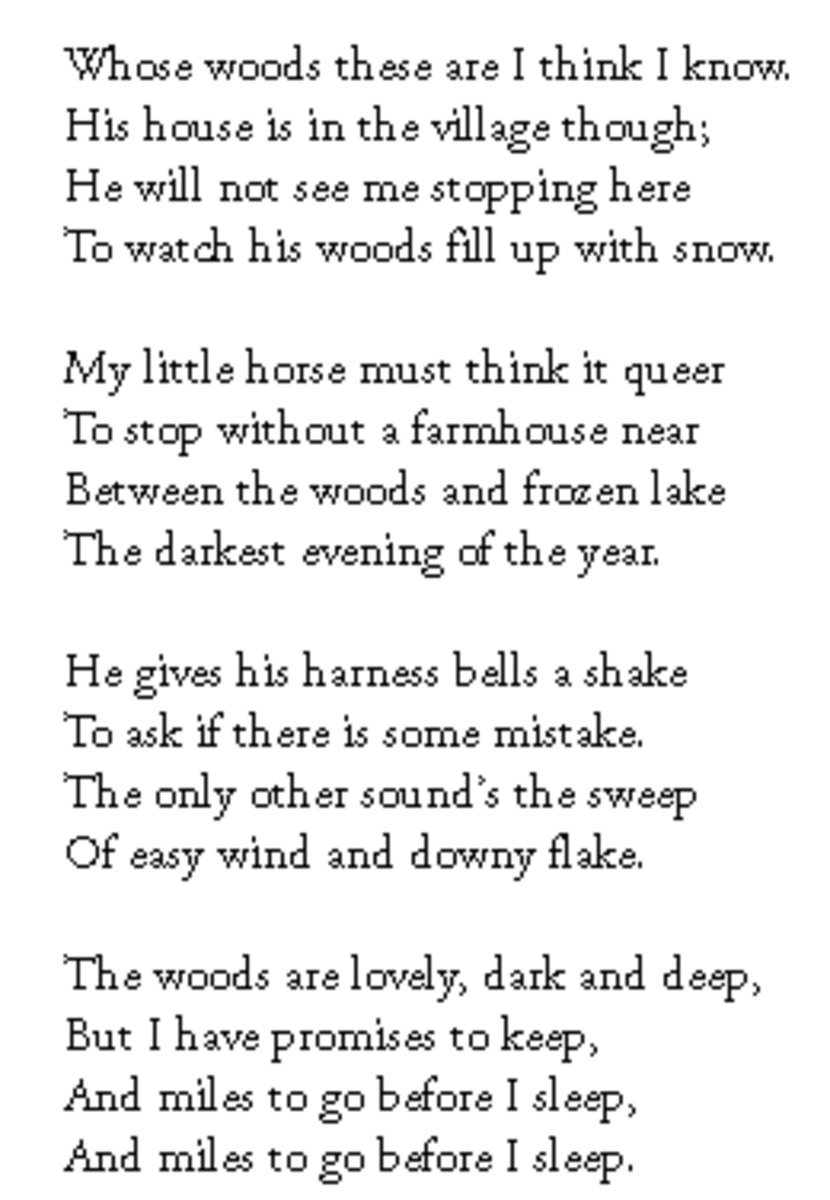 Whose woods these are I think I know.
His house is in the village though;
He will not see me stopping here
To watch his woods fill up with snow.

My little horse must think it queer
To stop without a farmhouse near
Between the woods and frozen lake
The darkest evening of the year.

He gives his harness bells a shake
To ask if there is some mistake.
The only other sound's the sweep
Of easy wind and downy flake.

The woods are lovely, dark and deep,
But I have promises to keep,
And miles to go before I sleep,
And miles to go before I sleep.